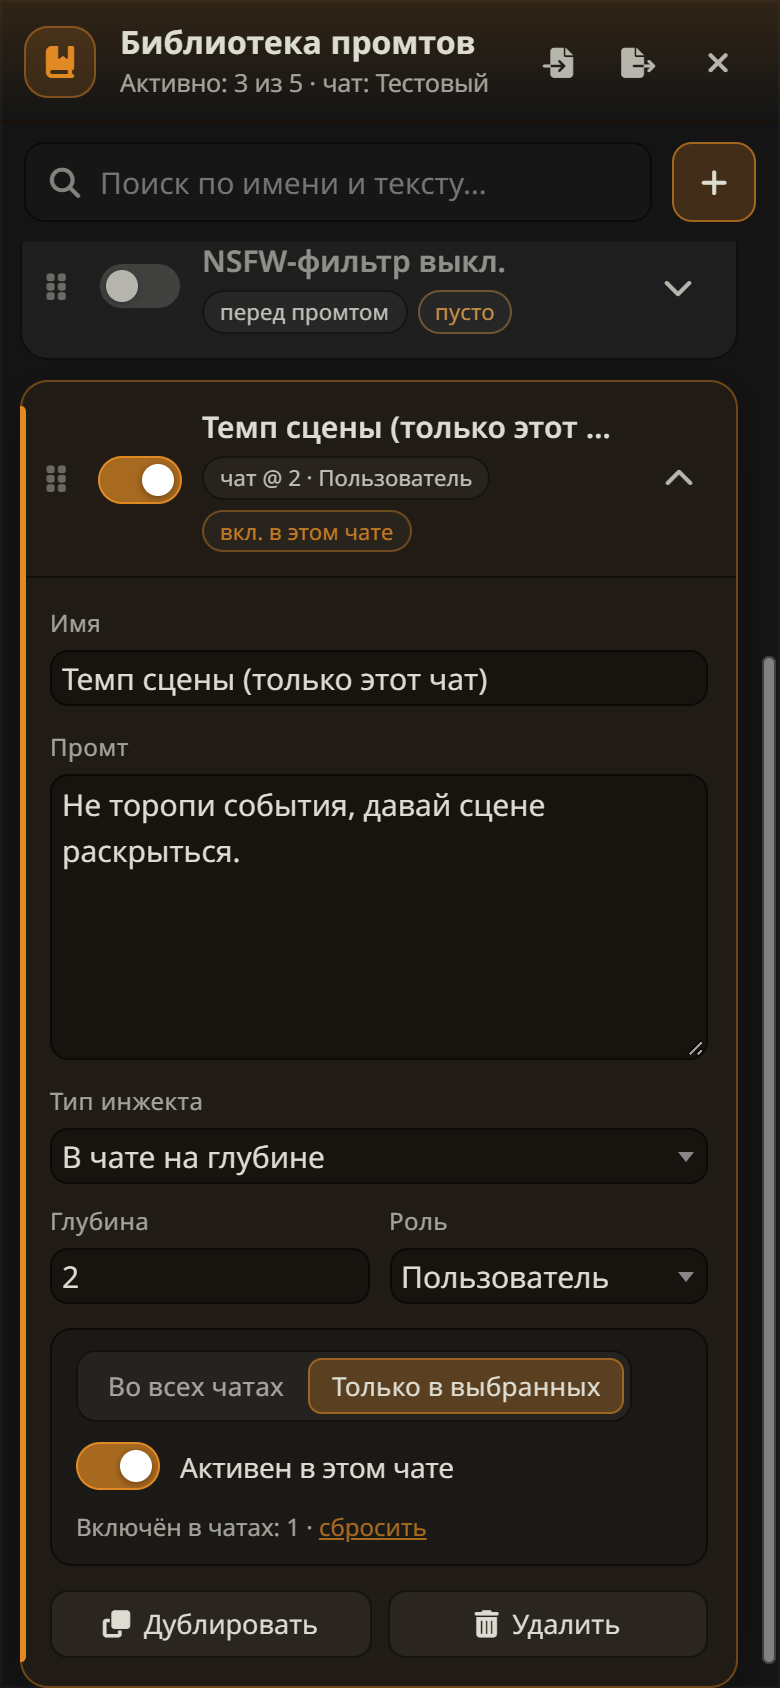 Библиотека промтов
Активно: 3 из 5 · чат: Тестовый
Поиск по имени и тексту...
NSFW-фильтр выкл.
перед промтом
пусто
Темп сцены (только этот ...
чат @ 2 · Пользователь
вкл. в этом чате
Имя
Темп сцены (только этот чат)
Промт
Не торопи события, давай сцене
раскрыться.
Тип инжекта
В чате на глубине
Глубина
Роль
2
Пользователь
Во всех чатах
Только в выбранных
Активен в этом чате
Включён в чатах: 1 · сбросить
Дублировать
Удалить